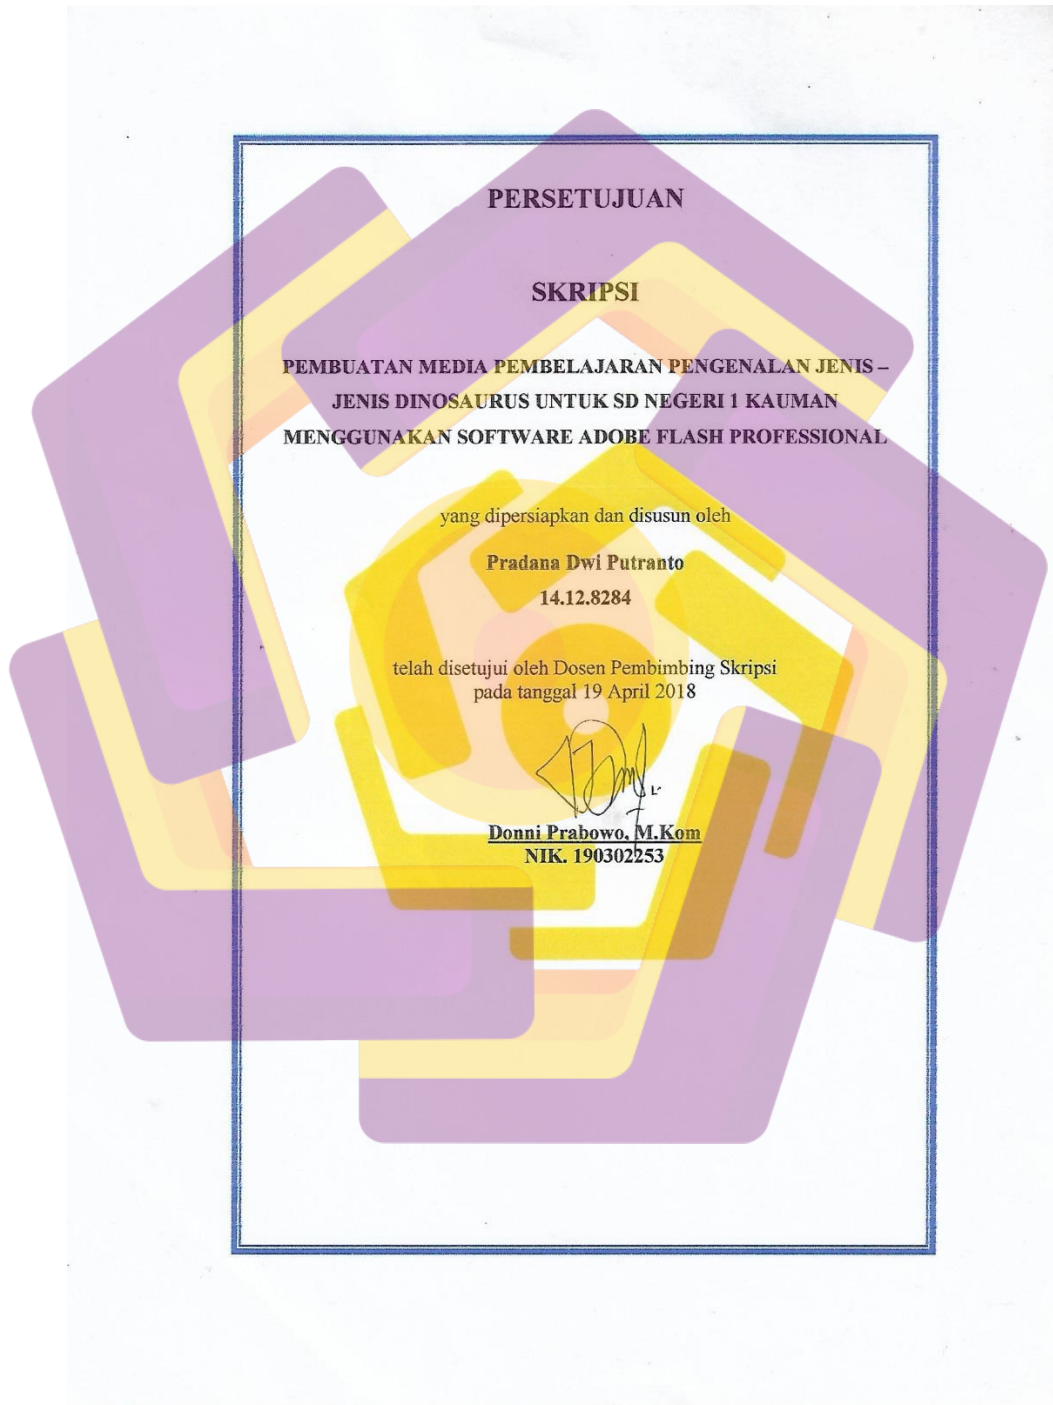 PERSETUJUAN
SKRIPSI
PEMBUATAN MEDIA PEMBELAJARAN PENGENALAN JENIS –
JENIS DINOSAURUS UNTUK SD NEGERI 1 KAUMAN
MENGGUNAKAN SOFTWARE ADOBE FLASH PROFESSIONAL
yang dipersiapkan dan disusun oleh
Pradana Dwi Putranto
14.12.8284
telah disetujui oleh Dosen Pembimbing Skripsi
pada tanggal 19 April 2018
Donni Prabowo, M.Kom
NIK. 190302253